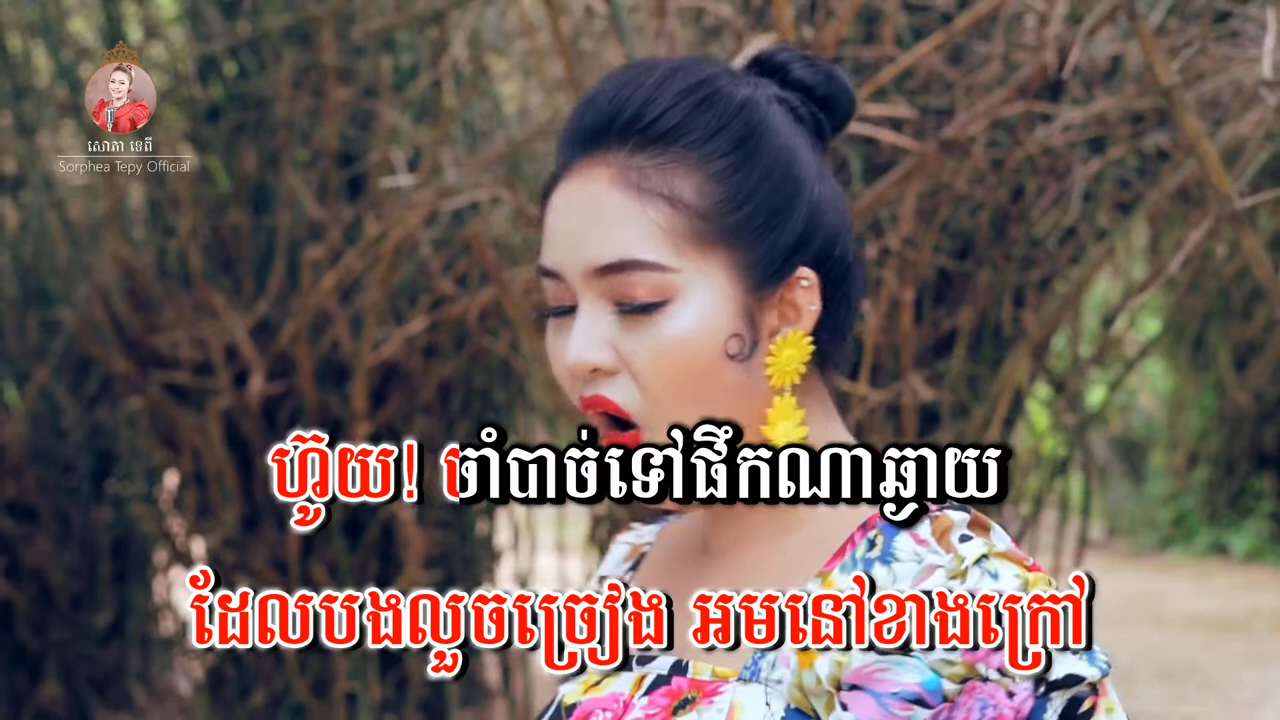 សោភា ទេពី
Sorphea Tepy Official
ហ៊ូយ! ចាំបាច់ទៅផឹកណាឆ្ងាយ
ដែលបងលួចច្រៀង អមនៅខាងក្រៅ